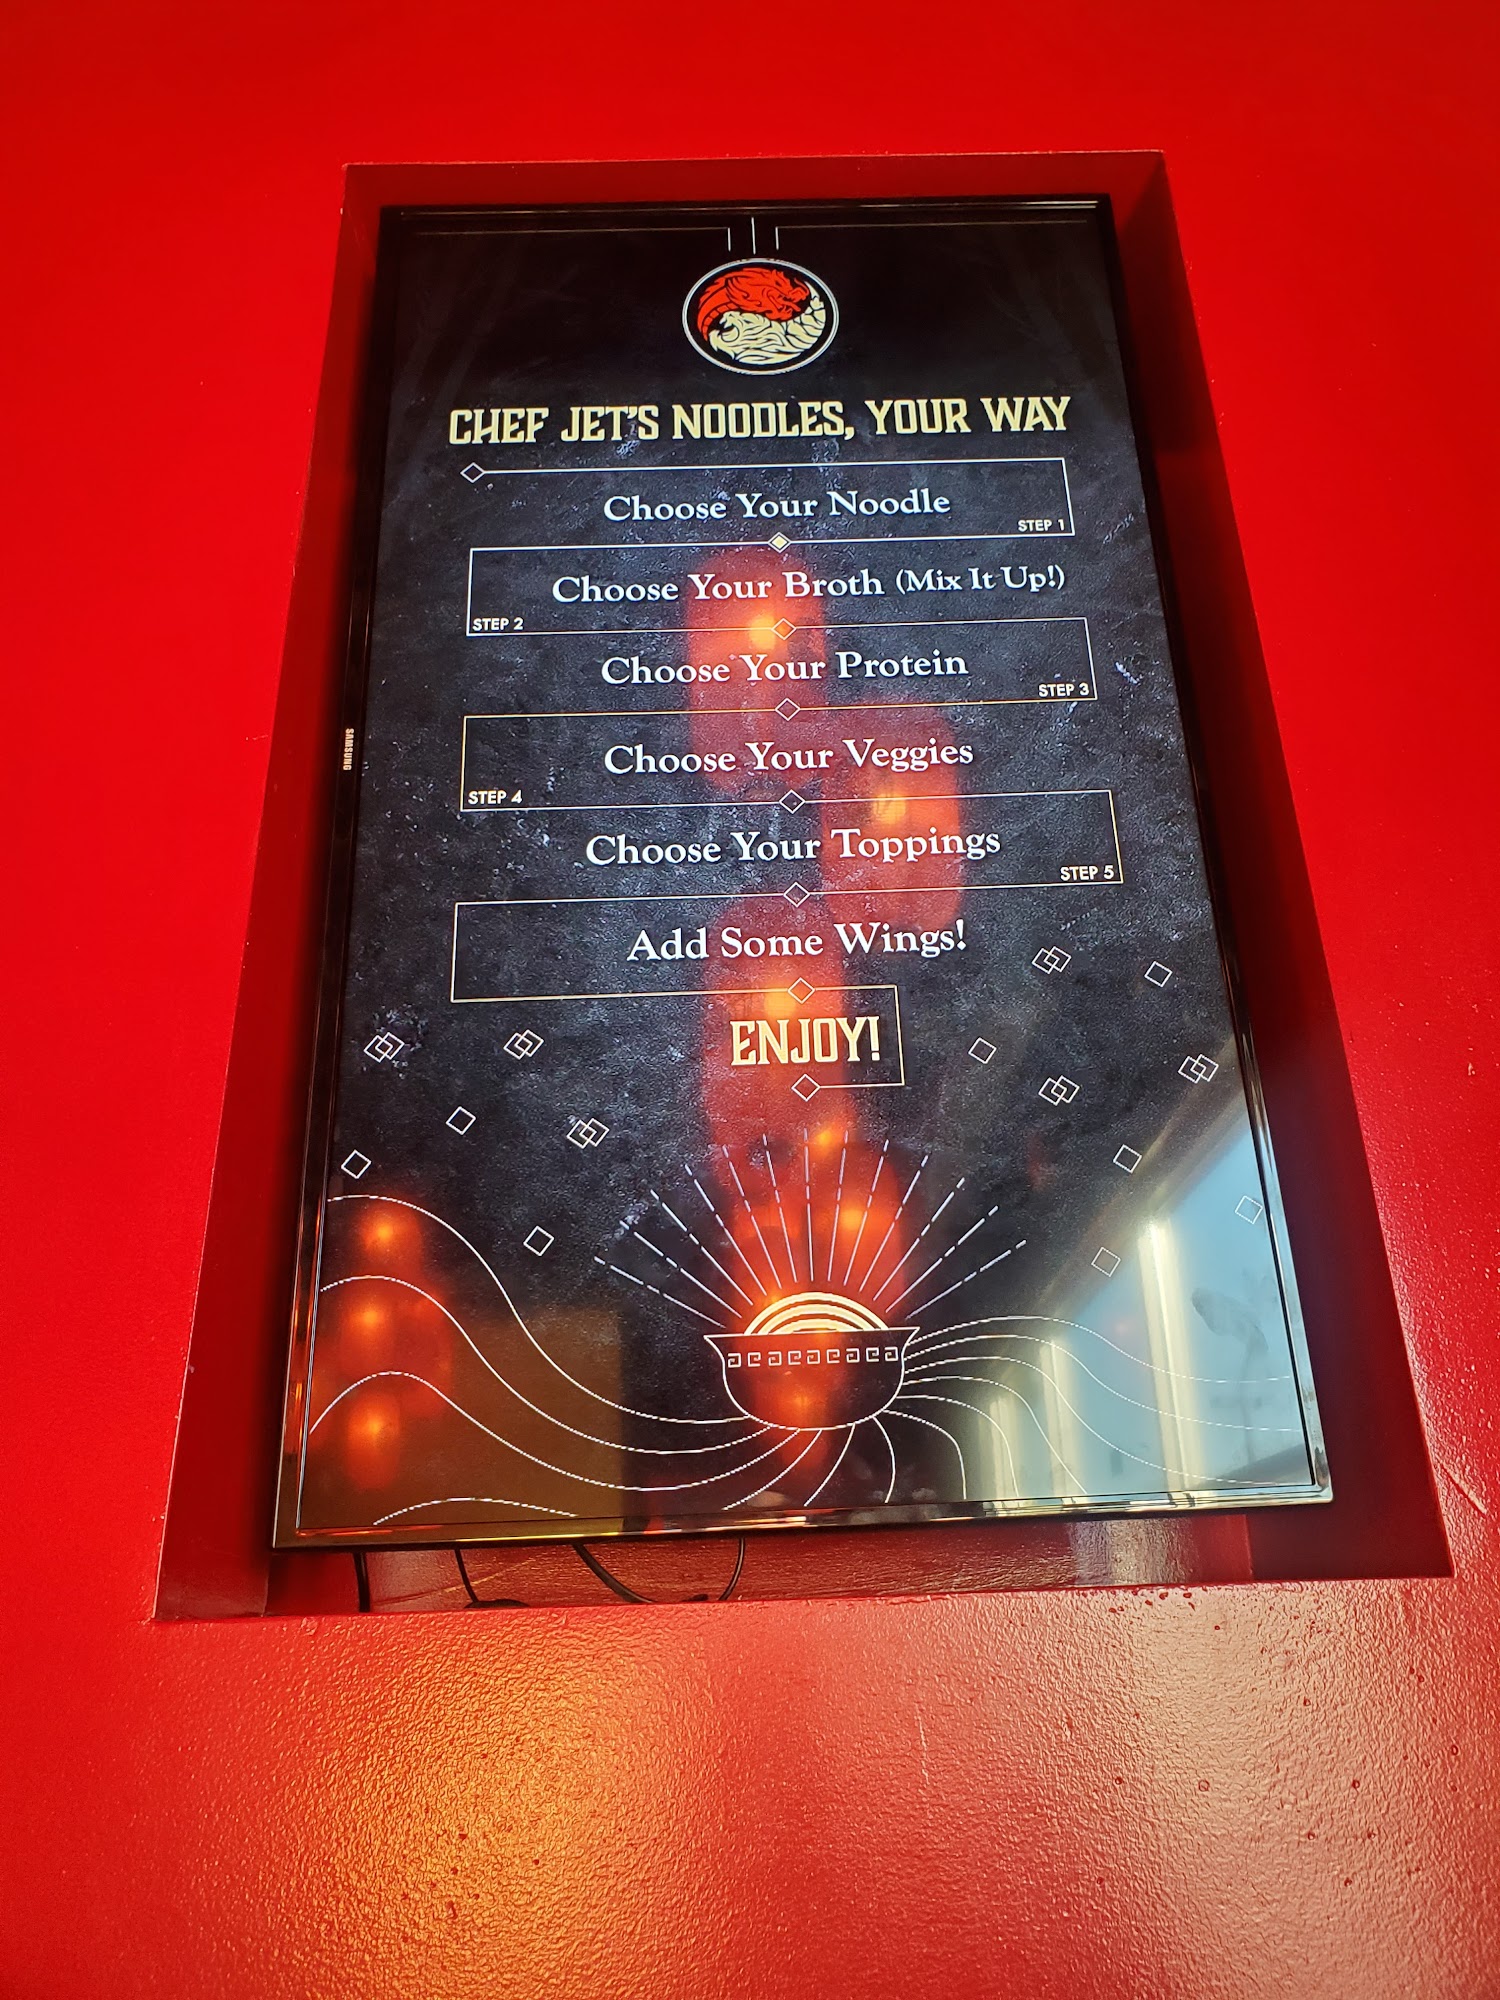 CHEF JET'S NOODLES, YOUR WAY
Choose Your Noodle
STEP 1
Choose Your Broth (Mix It Up!)
STEP 2
Choose Your Protein
STEP 3
Choose Your Veggies
STEP 4
Choose Your Toppings
STEP 5
Add Some Wings!
ENJOY!
SAMSUNG